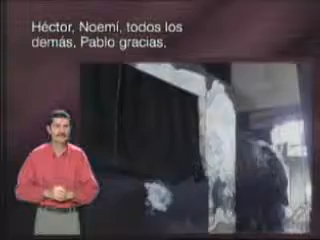 Héctor, Noemí, todos los
demás, Pablo gracias.